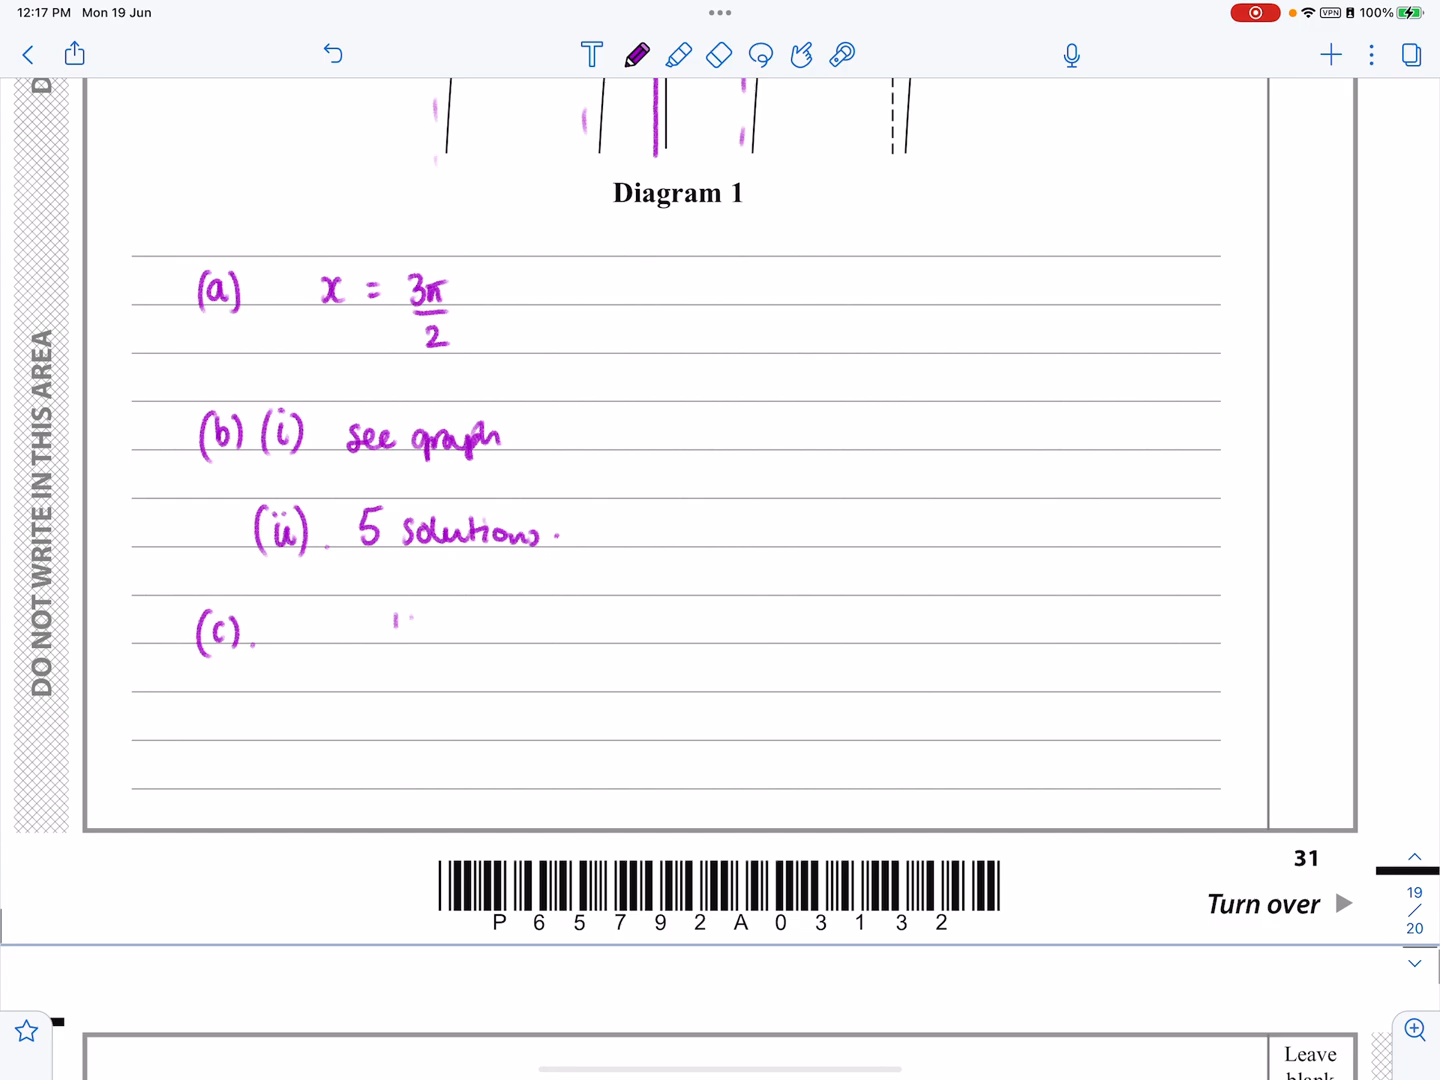 12:17 PM Mon 19 Jun
VPN 100%
T
D
Diagram 1
(a) x = 3π/2
(b) (i) see graph
(ii). 5 solutions.
(c).
DO NOT WRITE IN THIS AREA
31
P 6 5 7 9 2 A 0 3 1 3 2
Turn over
19
/
20
Leave
blank